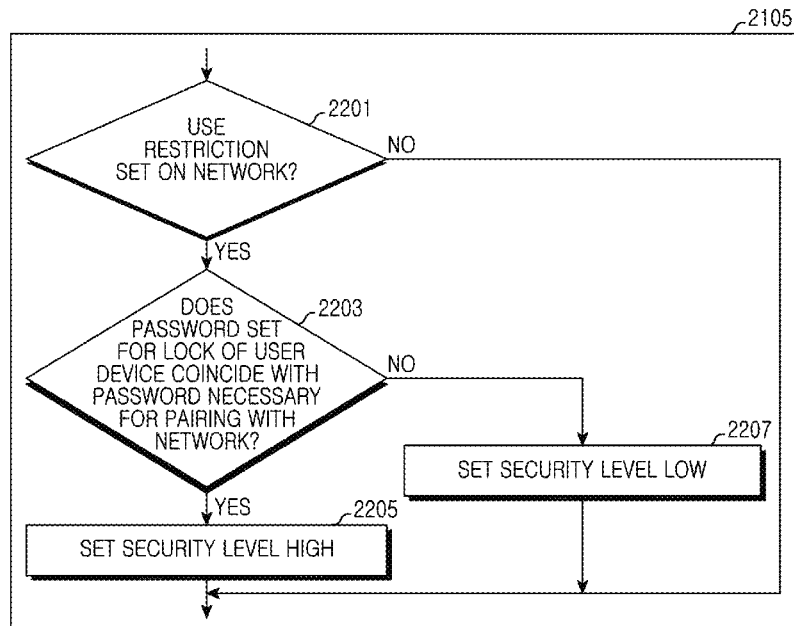 2105
2201
USE
RESTRICTION
SET ON NETWORK?
NO
YES
2203
DOES
PASSWORD SET
FOR LOCK OF USER
DEVICE COINCIDE WITH
PASSWORD NECESSARY
FOR PAIRING WITH
NETWORK?
NO
2207
SET SECURITY LEVEL LOW
YES
2205
SET SECURITY LEVEL HIGH